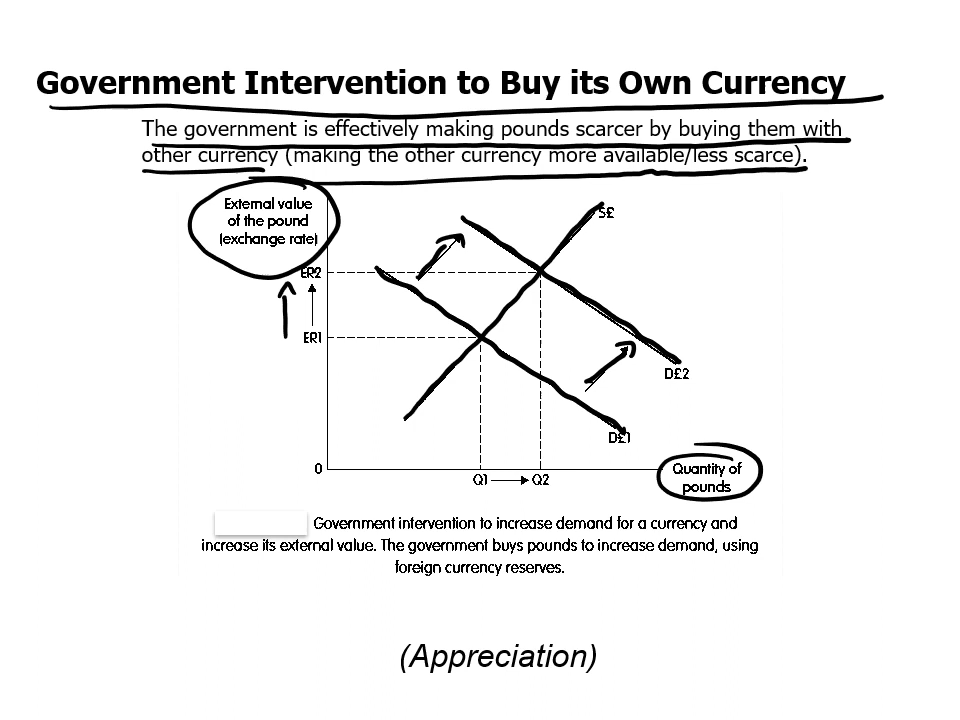 Government Intervention to Buy its Own Currency
The government is effectively making pounds scarcer by buying them with
other currency (making the other currency more available/less scarce).
External value
of the pound
(exchange rate)
S£
ER2
ER1
D£2
D£1
0
Q1
Q2
Quantity of
pounds
Government intervention to increase demand for a currency and
increase its external value. The government buys pounds to increase demand, using
foreign currency reserves.
(Appreciation)